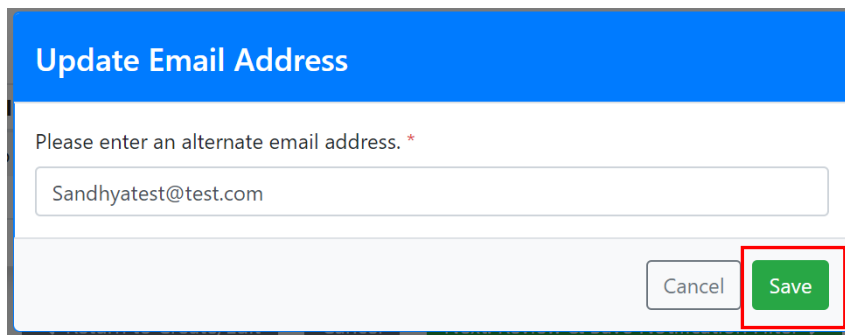 Update Email Address
Please enter an alternate email address. *
Sandhyatest@test.com
Cancel Save